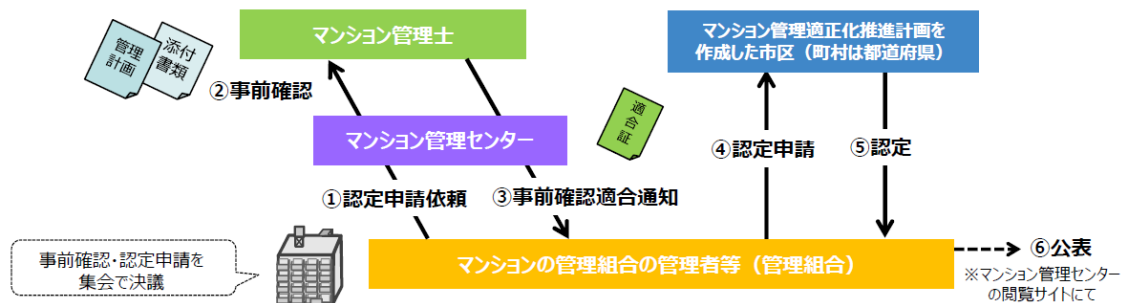 マンション管理士
マンション管理適正化推進計画を
作成した市区（町村は都道府県）
管理
計画
添付
書類
②事前確認
適合証
マンション管理センター
④認定申請
⑤認定
①認定申請依頼
③事前確認適合通知
事前確認・認定申請を
集会で決議
マンションの管理組合の管理者等（管理組合）
⑥公表
※マンション管理センター
の閲覧サイトにて